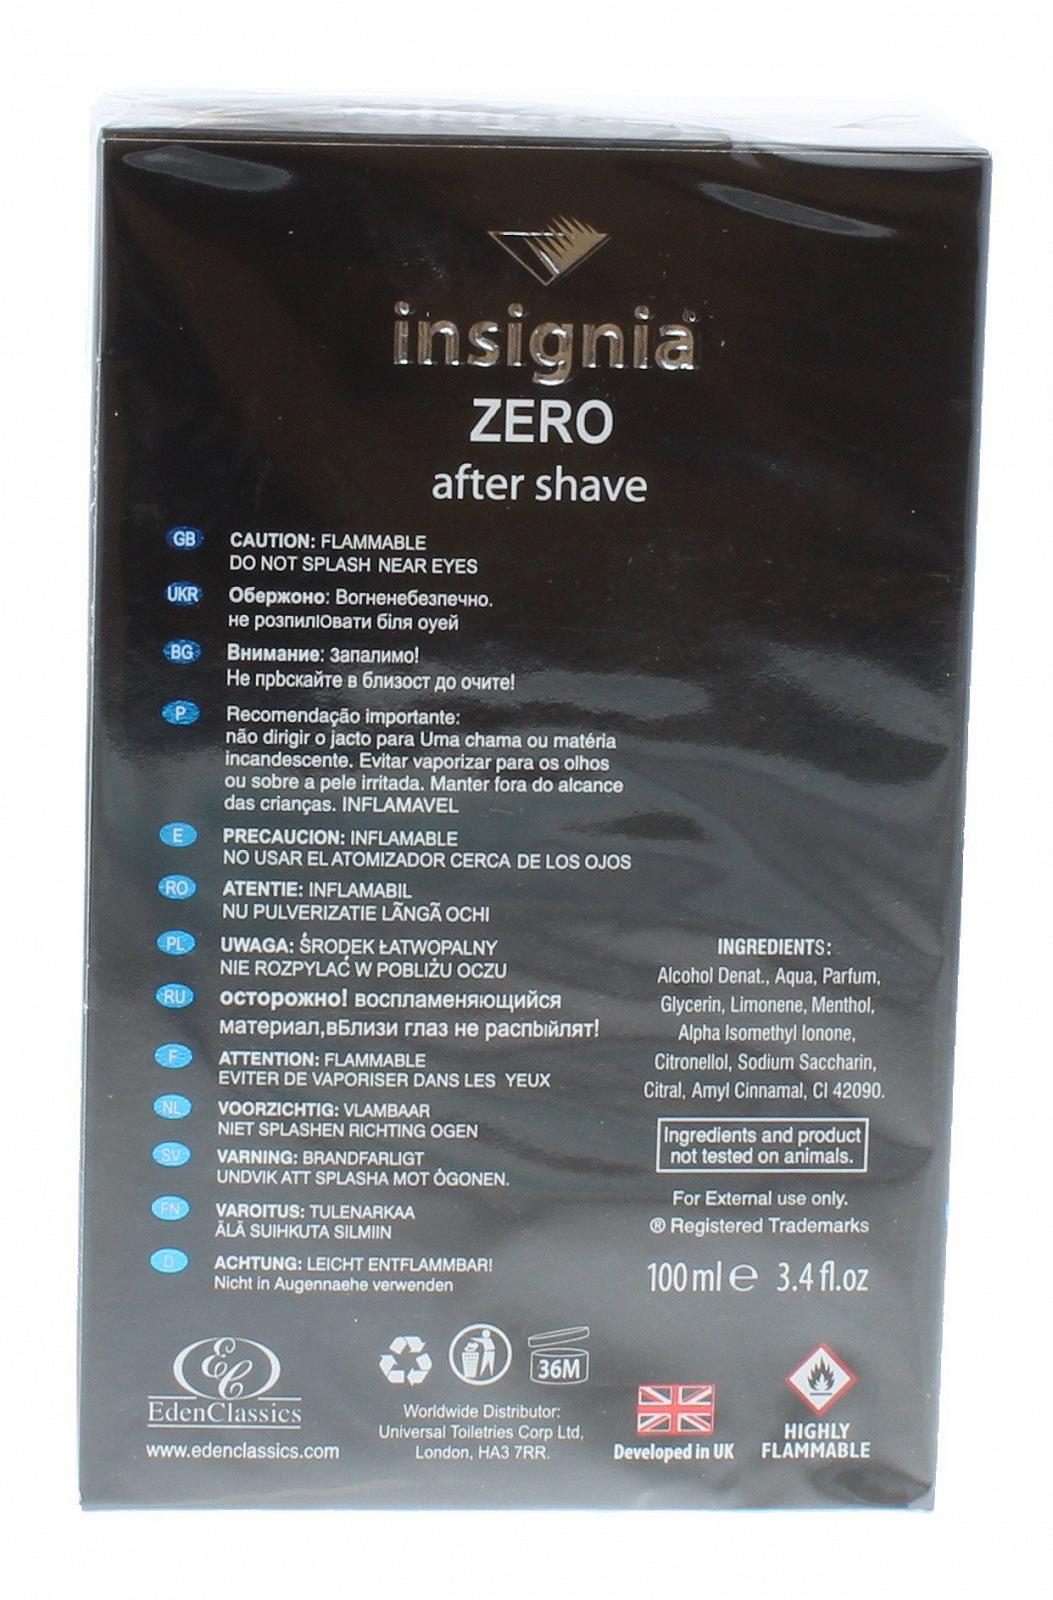 insignia
ZERO
after shave
GB CAUTION: FLAMMABLE
DO NOT SPLASH NEAR EYES
UKR Обержоно: Вогненебезпечно.
не розпилІОвати біля оуей
BG Внимание: Запалимо!
Не прbскайте в близост до очите!
P Recomendação importante:
não dirigir o jacto para Uma chama ou matéria
incandescente. Evitar vaporizar para os olhos
ou sobre a pele irritada. Manter fora do alcance
das crianças. INFLAMAVEL
E PRECAUCION: INFLAMABLE
NO USAR EL ATOMIZADOR CERCA DE LOS OJOS
RO ATENTIE: INFLAMABIL
NU PULVERIZATIE LÃNGÃ OCHI
PL UWAGA: ŚRODĘK ŁATWOPALNY
NIE ROZPYLAĆ W POBLIŻU OCZU
RU осторожно! воспламеняющийся
материал,вБлизи глаз не распbiйлят!
F ATTENTION: FLAMMABLE
EVITER DE VAPORISER DANS LES YEUX
NL VOORZICHTIG: VLAMBAAR
NIET SPLASHEN RICHTING OGEN
SV VARNING: BRANDFARLIGT
UNDVIK ATT SPLASHA MOT ÒGONEN.
FN VAROITUS: TULENARKAA
ÄLÄ SUIHKUTA SILMIIN
D ACHTUNG: LEICHT ENTFLAMMBAR!
Nicht in Augennaehe verwenden
INGREDIENTS:
Alcohol Denat., Aqua, Parfum,
Glycerin, Limonene, Menthol,
Alpha Isomethyl Ionone,
Citronellol, Sodium Saccharin,
Citral, Amyl Cinnamal, CI 42090.
Ingredients and product
not tested on animals.
For External use only.
® Registered Trademarks
100 ml ℮ 3.4 fl.oz
EC
EdenClassics
www.edenclassics.com
36M
Worldwide Distributor:
Universal Toiletries Corp Ltd,
London, HA3 7RR.
Developed in UK
HIGHLY
FLAMMABLE